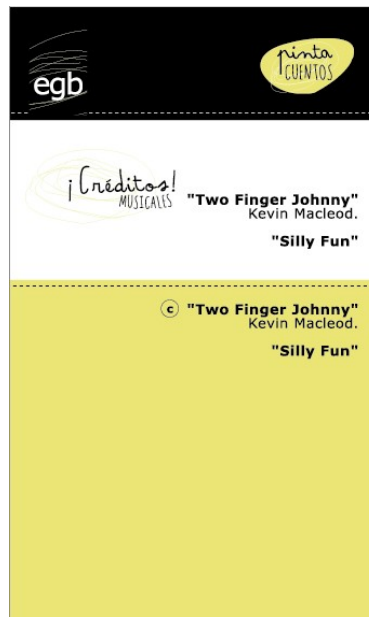 egb
pinta
CUENTOS
¡Créditos!
MUSICALES
"Two Finger Johnny"
Kevin Macleod.
"Silly Fun"
c "Two Finger Johnny"
Kevin Macleod.
"Silly Fun"